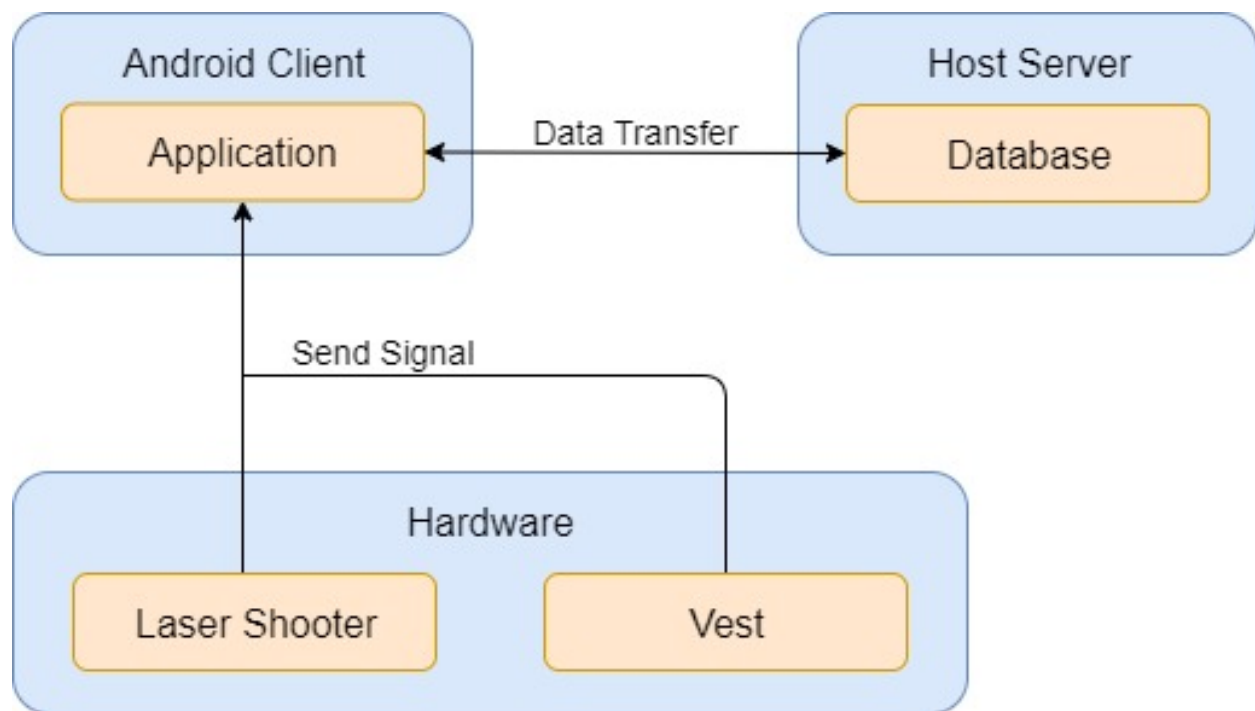 Android Client
Host Server
Application
Data Transfer
Database
Send Signal
Hardware
Laser Shooter
Vest